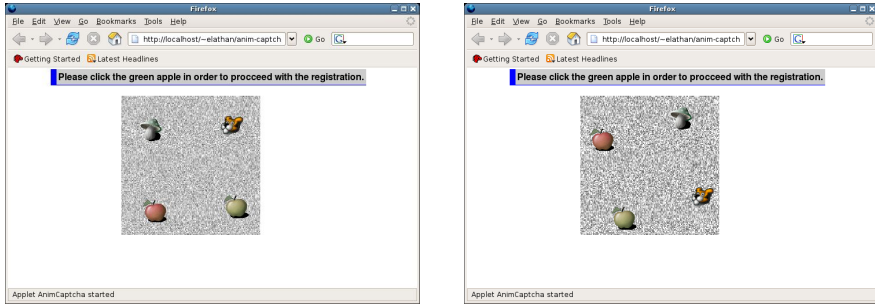 Firefox
File Edit View Go Bookmarks Tools Help
http://localhost/~elathan/anim-captch Go G
Getting Started Latest Headlines
Please click the green apple in order to procceed with the registration.
Applet AnimCaptcha started
Firefox
File Edit View Go Bookmarks Tools Help
http://localhost/~elathan/anim-captch Go G
Getting Started Latest Headlines
Please click the green apple in order to procceed with the registration.
Applet AnimCaptcha started